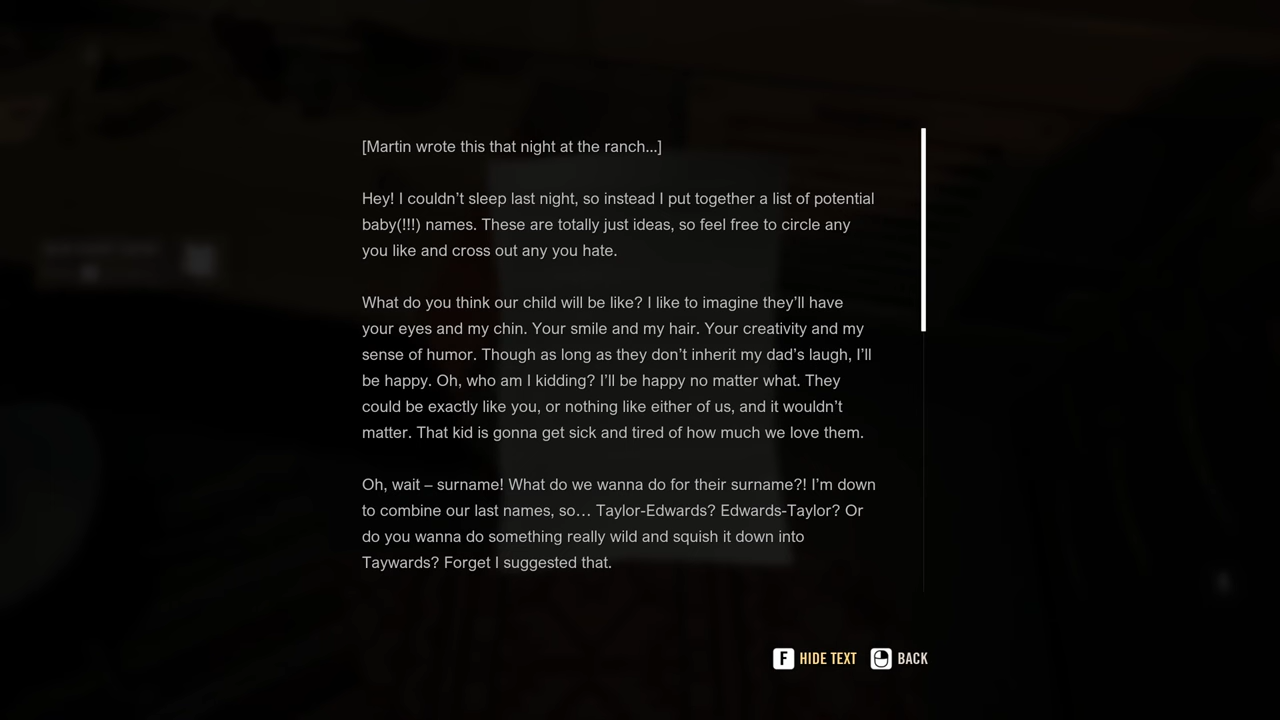 [Martin wrote this that night at the ranch...]
Hey! I couldn’t sleep last night, so instead I put together a list of potential
baby(!!!) names. These are totally just ideas, so feel free to circle any
you like and cross out any you hate.
What do you think our child will be like? I like to imagine they’ll have
your eyes and my chin. Your smile and my hair. Your creativity and my
sense of humor. Though as long as they don’t inherit my dad’s laugh, I’ll
be happy. Oh, who am I kidding? I’ll be happy no matter what. They
could be exactly like you, or nothing like either of us, and it wouldn’t
matter. That kid is gonna get sick and tired of how much we love them.
Oh, wait – surname! What do we wanna do for their surname?! I’m down
to combine our last names, so… Taylor-Edwards? Edwards-Taylor? Or
do you wanna do something really wild and squish it down into
Taywards? Forget I suggested that.
F HIDE TEXT BACK